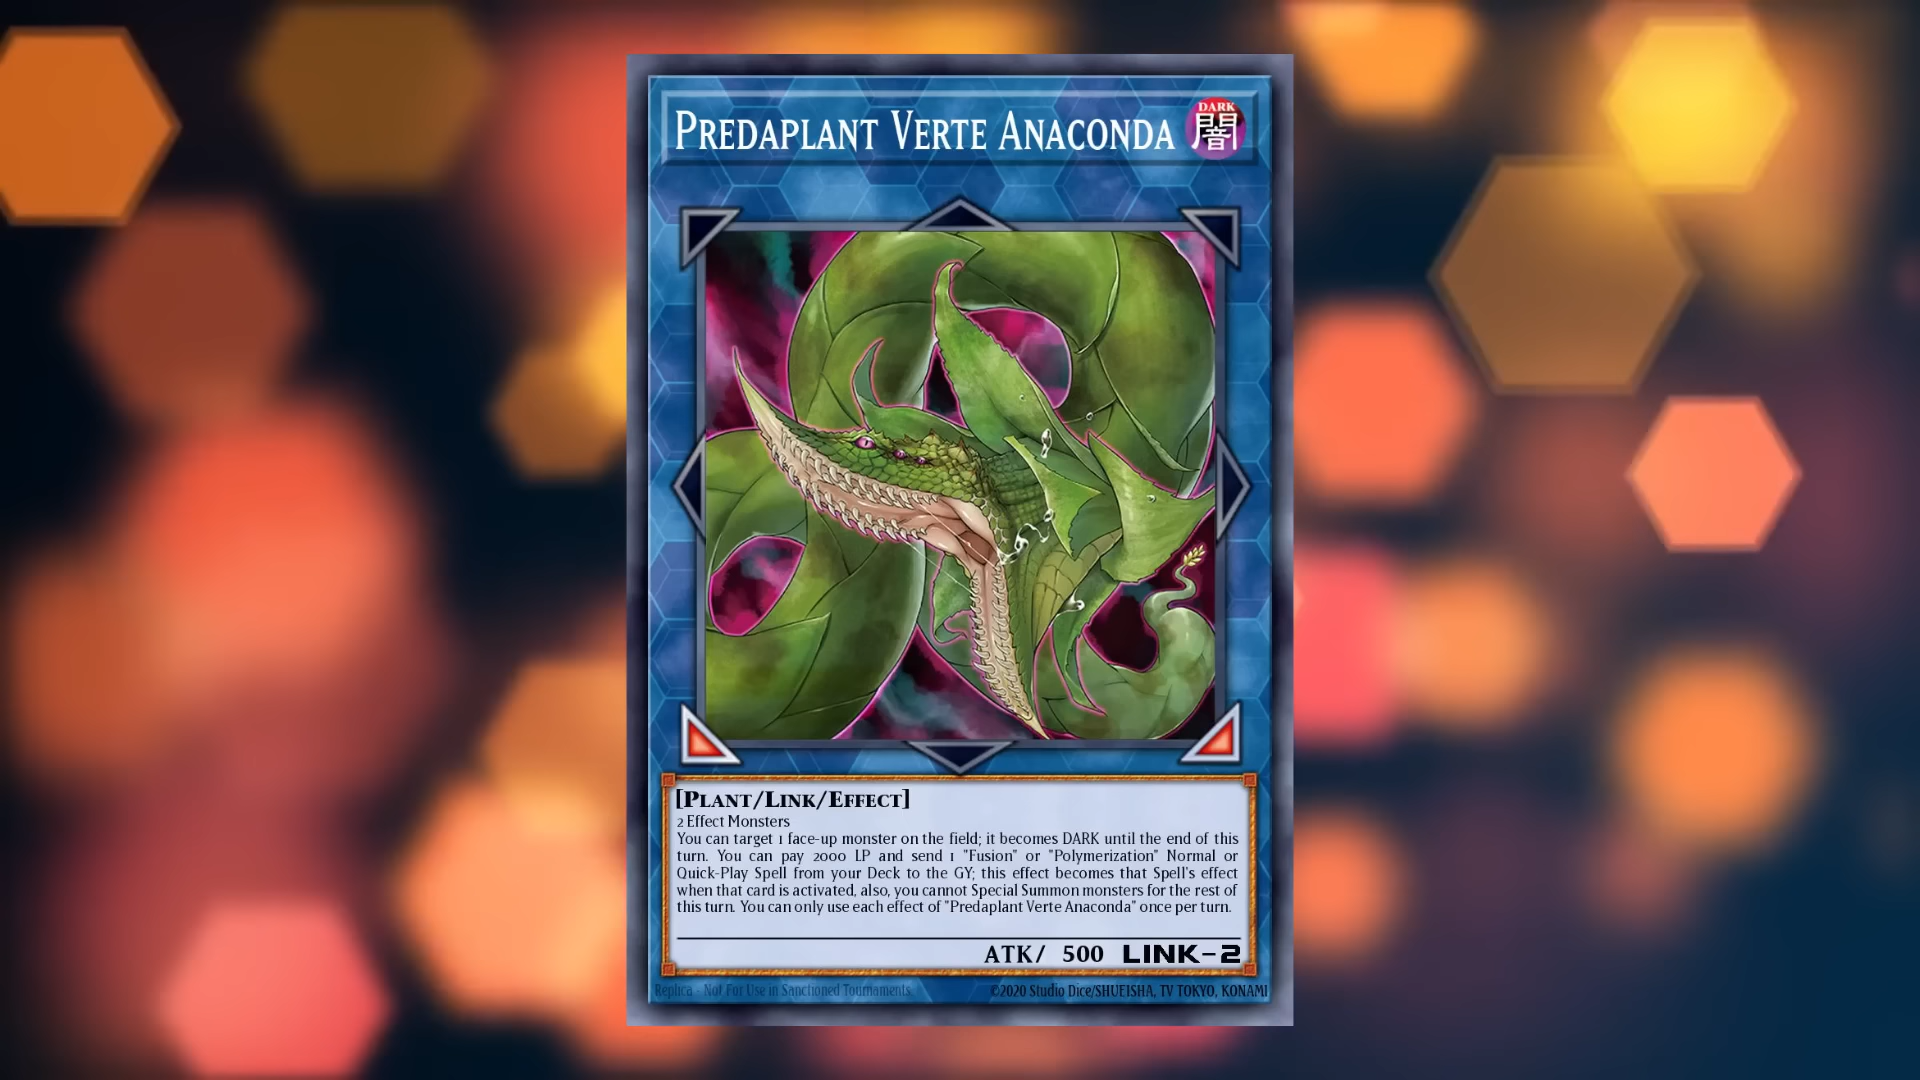 PREDAPLANT VERTE ANACONDA
DARK
闇
[PLANT/LINK/EFFECT]
2 Effect Monsters
You can target 1 face-up monster on the field; it becomes DARK until the end of this
turn. You can pay 2000 LP and send 1 "Fusion" or "Polymerization" Normal or
Quick-Play Spell from your Deck to the GY; this effect becomes that Spell's effect
when that card is activated, also, you cannot Special Summon monsters for the rest of
this turn. You can only use each effect of "Predaplant Verte Anaconda" once per turn.
ATK/ 500 LINK-2
Replica - Not For Use in Sanctioned Tournaments ©2020 Studio Dice/SHUEISHA, TV TOKYO, KONAMI